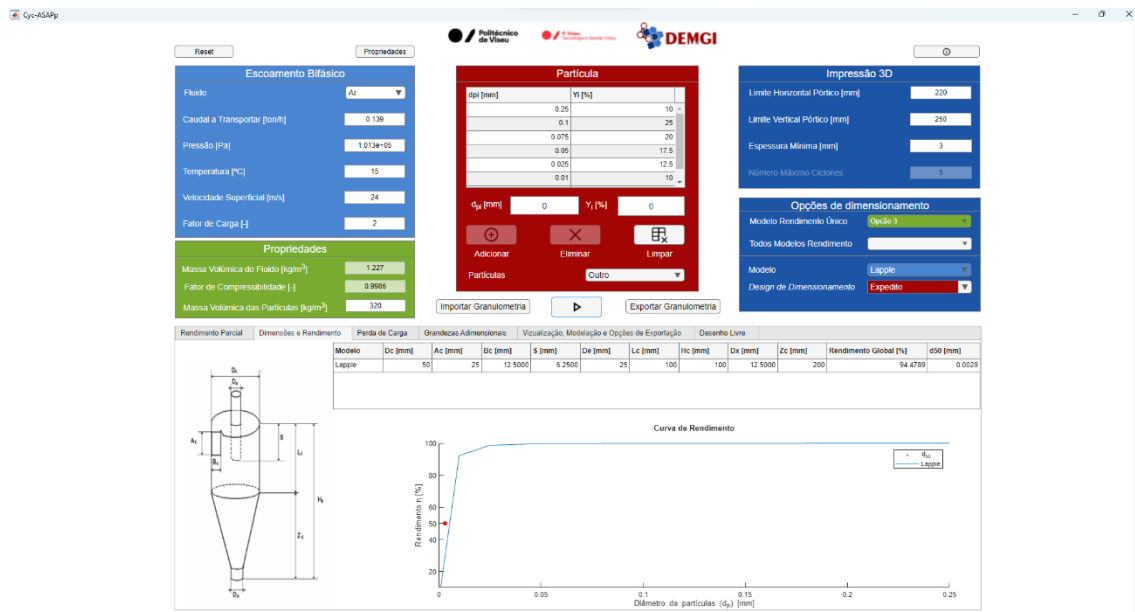 Cyc-ASAPp
Politécnico
de Viseu
DEMGI
Reset
Propriedades
Escoamento Bifásico
Fluido
Ar
Caudal a Transportar [ton/h]
0.139
Pressão [Pa]
1.013e+05
Temperatura [ºC]
15
Velocidade Superficial [m/s]
24
Fator de Carga [-]
2
Propriedades
Massa Volúmica do Fluido [kg/m³]
1.227
Fator de Compressibilidade [-]
0.9986
Massa Volúmica das Partículas [kg/m³]
320
Partícula
dpi [mm] Yi [%]
0.25 10
0.1 25
0.075 20
0.05 17.5
0.025 12.5
0.01 10
dpi [mm] 0 Yi [%] 0
Adicionar Eliminar Limpar
Partículas Outro
Importar Granulometria
Exportar Granulometria
Impressão 3D
Limite Horizontal Pórtico [mm] 220
Limite Vertical Pórtico [mm] 250
Espessura Mínima [mm] 3
Número Máximo Ciclones 5
Opções de dimensionamento
Modelo Rendimento Único Opcão 3
Todos Modelos Rendimento
Modelo Lapple
Design de Dimensionamento Expedito
Rendimento Parcial Dimensões e Rendimento Perda de Carga Grandezas Adimensionais Vizualização, Modelação e Opções de Exportação Desenho Livre
Modelo Dc [mm] Ac [mm] Bc [mm] S [mm] De [mm] Lc [mm] Hc [mm] Dx [mm] Zc [mm] Rendimento Global [%] d50 [mm]
Lapple 50 25 12.5000 6.2500 25 100 100 12.5000 200 94.4789 0.0029
S
Curva de Rendimento
Rendimento η [%]
100
80
60
50
40
20
d50
Lapple
0 0.05 0.1 0.15 0.2 0.25
Diâmetro da partículas (dp) [mm]